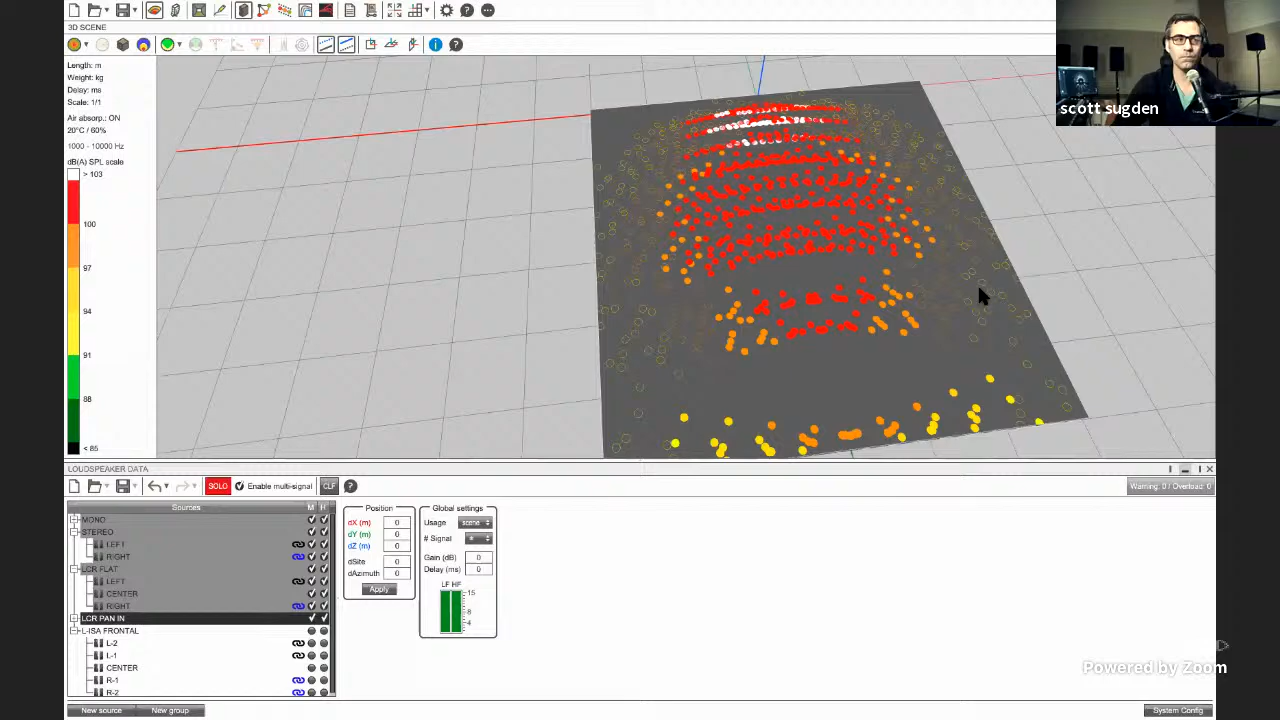 3D SCENE
Length: m
Weight: kg
Delay: ms
Scale: 1/1
Air absorp.: ON
20°C / 60%
1000 - 10000 Hz
dB(A) SPL scale
> 103
100
97
94
91
88
< 85
scott sugden
LOUDSPEAKER DATA
SOLO
Enable multi-signal
CLF
Warning: 0 / Overload: 0
Sources
M H
MONO
STEREO
LEFT
RIGHT
LCR FLAT
LEFT
CENTER
RIGHT
LCR PAN IN
L-ISA FRONTAL
L-2
L-1
CENTER
R-1
R-2
Position
dX (m) 0
dY (m) 0
dZ (m) 0
dSite 0
dAzimuth 0
Apply
Global settings
Usage scene
# Signal *
Gain (dB) 0
Delay (ms) 0
LF HF
-15
-8
-4
Powered by Zoom
New source
New group
System Config